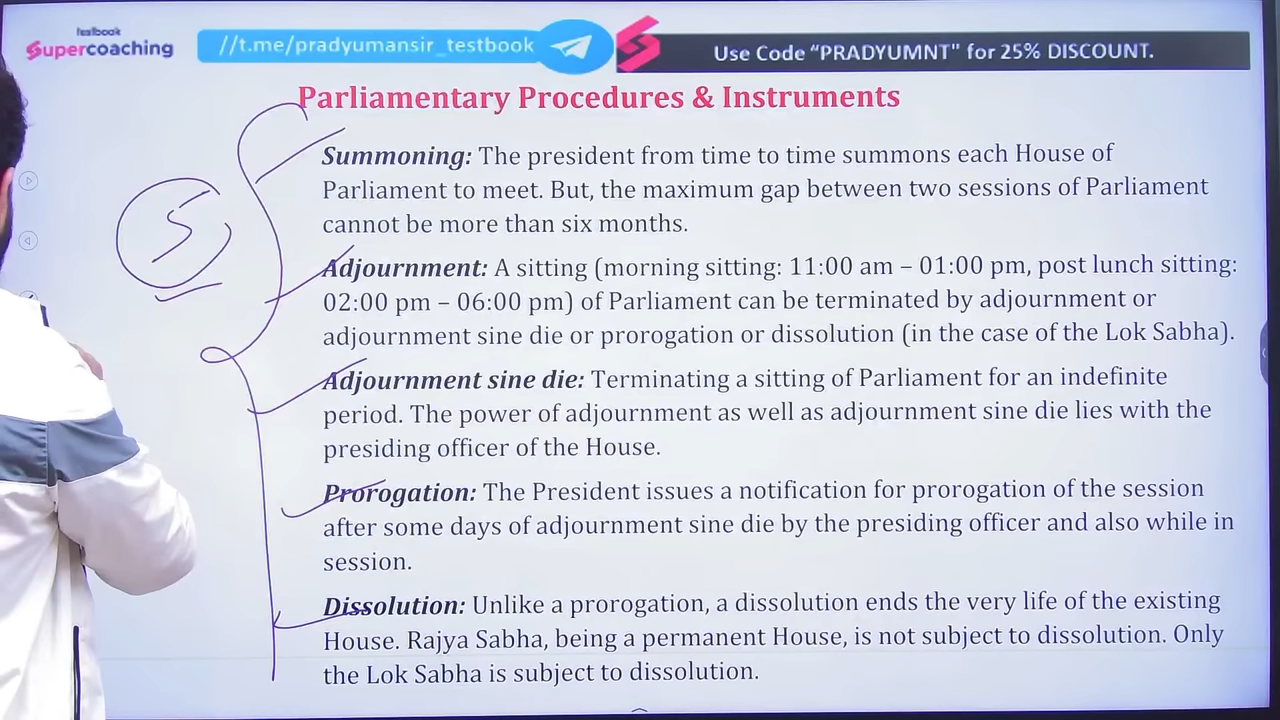 testbook
Supercoaching
//t.me/pradyumansir_testbook
Use Code “PRADYUMNT" for 25% DISCOUNT.
Parliamentary Procedures & Instruments
Summoning: The president from time to time summons each House of
Parliament to meet. But, the maximum gap between two sessions of Parliament
cannot be more than six months.
Adjournment: A sitting (morning sitting: 11:00 am – 01:00 pm, post lunch sitting:
02:00 pm – 06:00 pm) of Parliament can be terminated by adjournment or
adjournment sine die or prorogation or dissolution (in the case of the Lok Sabha).
Adjournment sine die: Terminating a sitting of Parliament for an indefinite
period. The power of adjournment as well as adjournment sine die lies with the
presiding officer of the House.
Prorogation: The President issues a notification for prorogation of the session
after some days of adjournment sine die by the presiding officer and also while in
session.
Dissolution: Unlike a prorogation, a dissolution ends the very life of the existing
House. Rajya Sabha, being a permanent House, is not subject to dissolution. Only
the Lok Sabha is subject to dissolution.
5